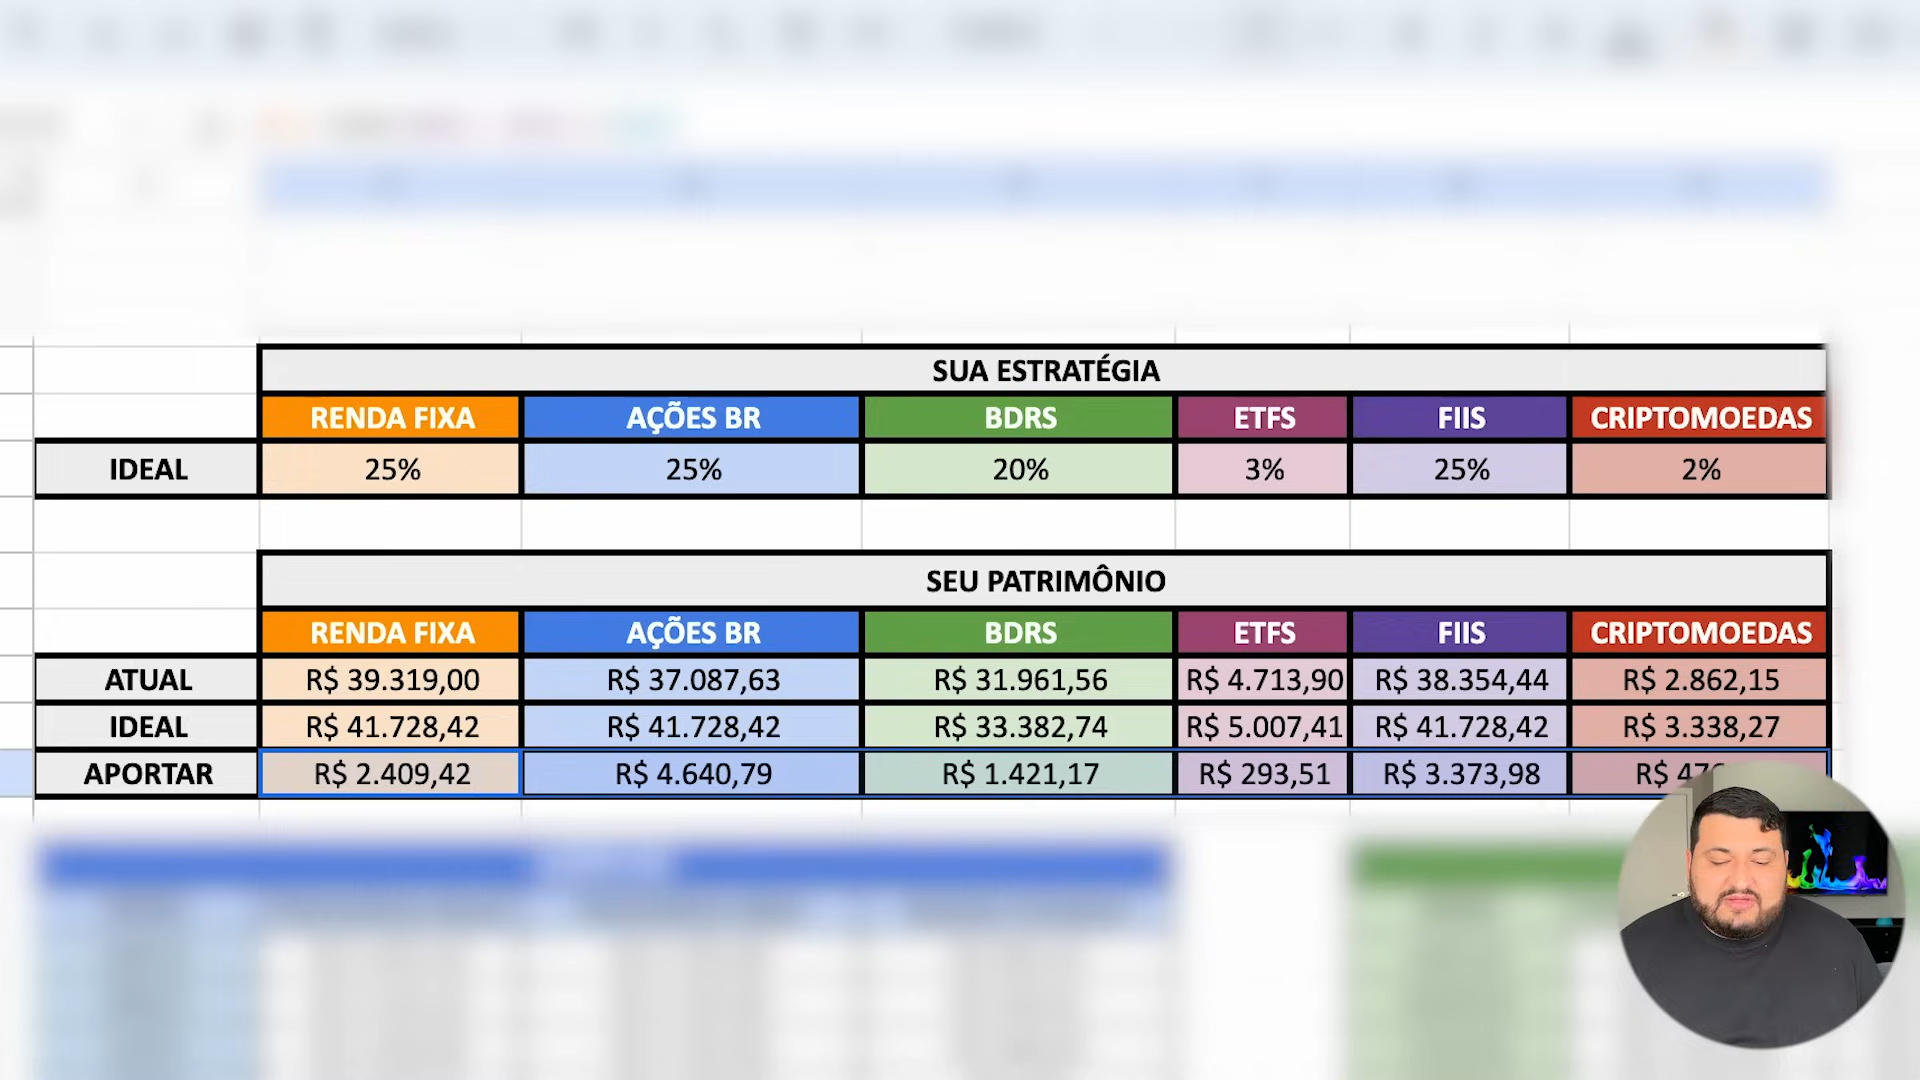 SUA ESTRATÉGIA
RENDA FIXA AÇÕES BR BDRS ETFS FIIS CRIPTOMOEDAS
IDEAL 25% 25% 20% 3% 25% 2%
SEU PATRIMÔNIO
RENDA FIXA AÇÕES BR BDRS ETFS FIIS CRIPTOMOEDAS
ATUAL R$ 39.319,00 R$ 37.087,63 R$ 31.961,56 R$ 4.713,90 R$ 38.354,44 R$ 2.862,15
IDEAL R$ 41.728,42 R$ 41.728,42 R$ 33.382,74 R$ 5.007,41 R$ 41.728,42 R$ 3.338,27
APORTAR R$ 2.409,42 R$ 4.640,79 R$ 1.421,17 R$ 293,51 R$ 3.373,98 R$